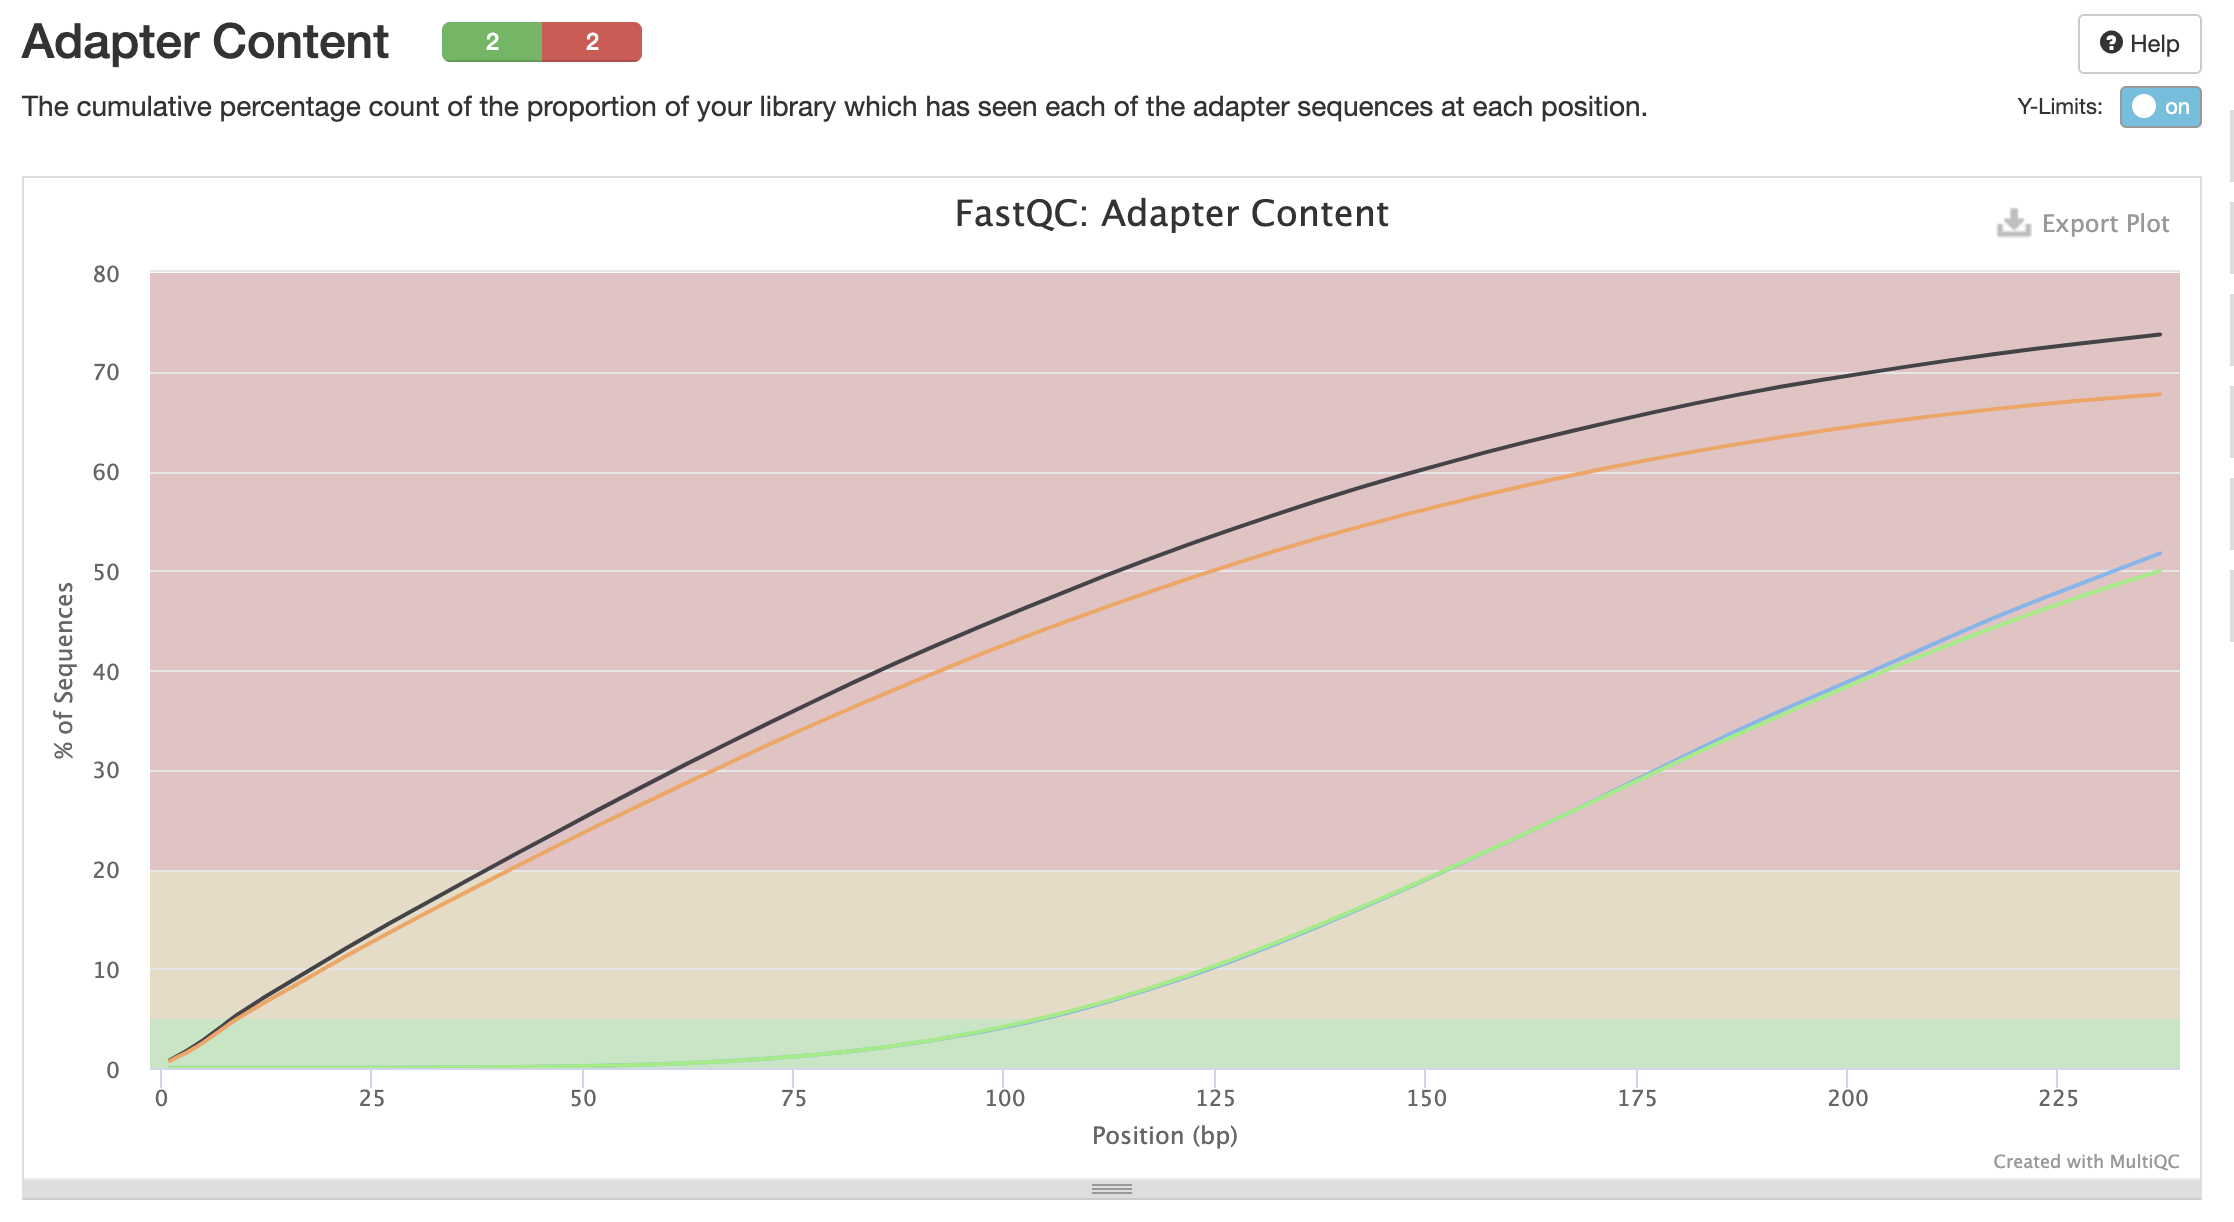 Adapter Content
2 2
Help
The cumulative percentage count of the proportion of your library which has seen each of the adapter sequences at each position.
Y-Limits: on
FastQC: Adapter Content
Export Plot
% of Sequences
80
70
60
50
40
30
20
10
0
0 25 50 75 100 125 150 175 200 225
Position (bp)
Created with MultiQC